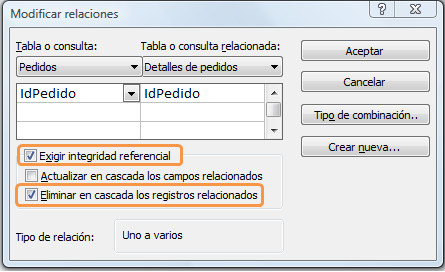 Modificar relaciones
Tabla o consulta: Tabla o consulta relacionada:
Pedidos Detalles de pedidos
IdPedido IdPedido
Exigir integridad referencial
Actualizar en cascada los campos relacionados
Eliminar en cascada los registros relacionados
Tipo de relación: Uno a varios
Aceptar
Cancelar
Tipo de combinación..
Crear nueva...